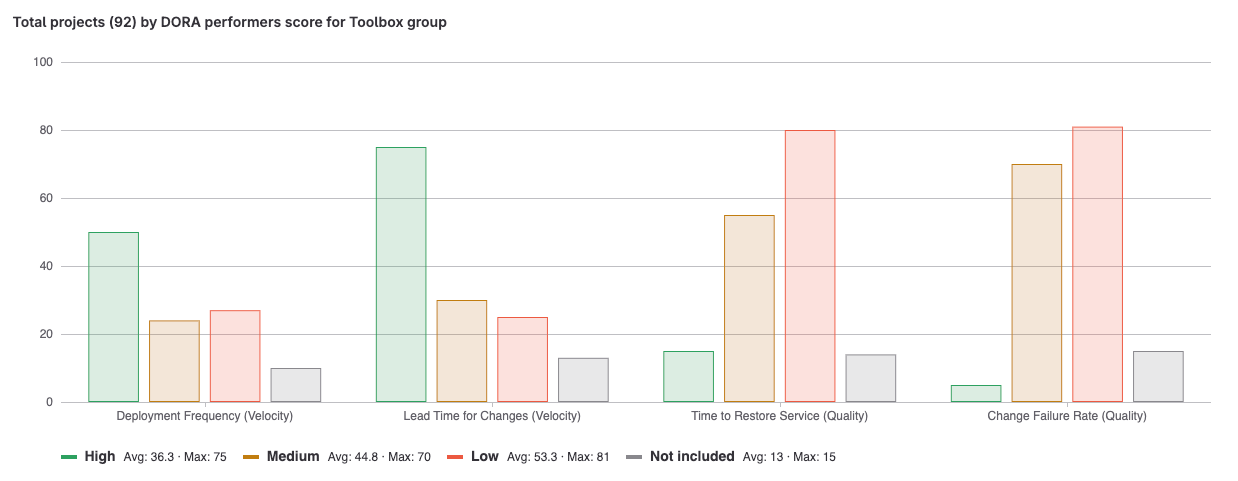 Total projects (92) by DORA performers score for Toolbox group
100
80
60
40
20
0
Deployment Frequency (Velocity) Lead Time for Changes (Velocity) Time to Restore Service (Quality) Change Failure Rate (Quality)
High Avg: 36.3 · Max: 75 Medium Avg: 44.8 · Max: 70 Low Avg: 53.3 · Max: 81 Not included Avg: 13 · Max: 15